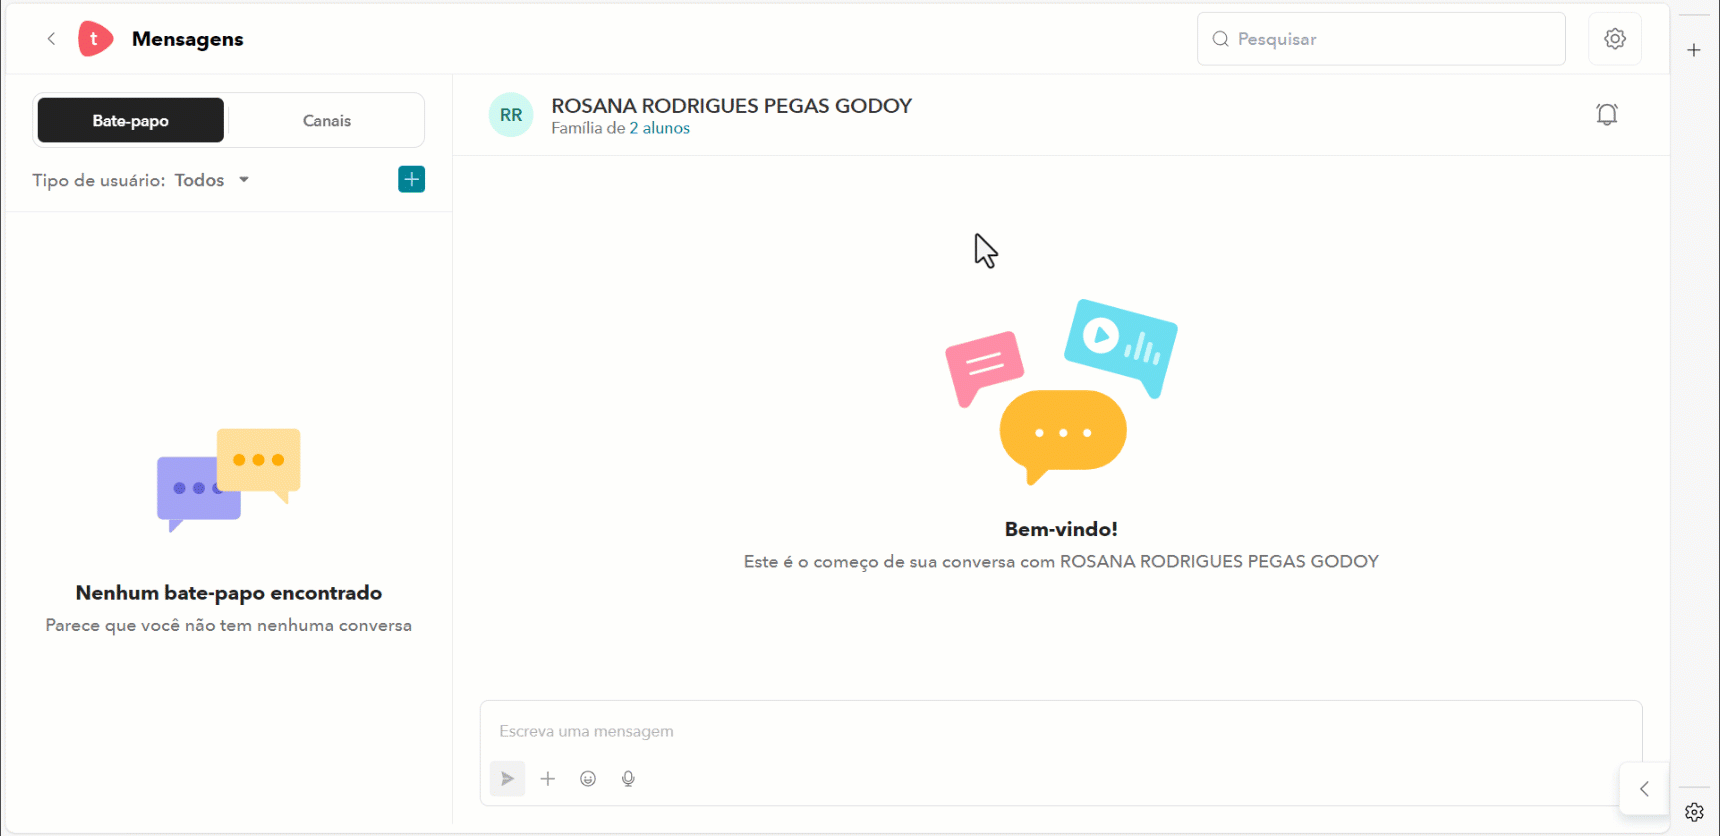 t
Mensagens
Pesquisar
Bate-papo
Canais
Tipo de usuário: Todos
RR
ROSANA RODRIGUES PEGAS GODOY
Família de 2 alunos
Nenhum bate-papo encontrado
Parece que você não tem nenhuma conversa
Bem-vindo!
Este é o começo de sua conversa com ROSANA RODRIGUES PEGAS GODOY
Escreva uma mensagem